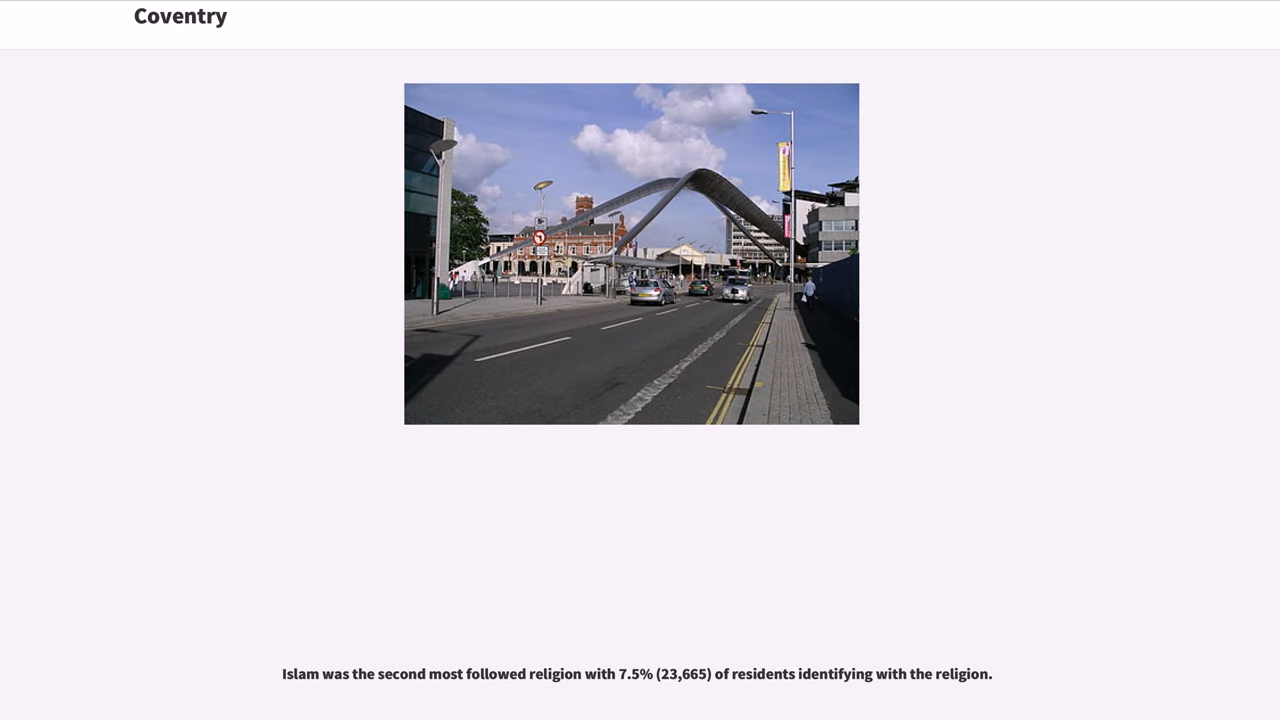 Coventry
Islam was the second most followed religion with 7.5% (23,665) of residents identifying with the religion.